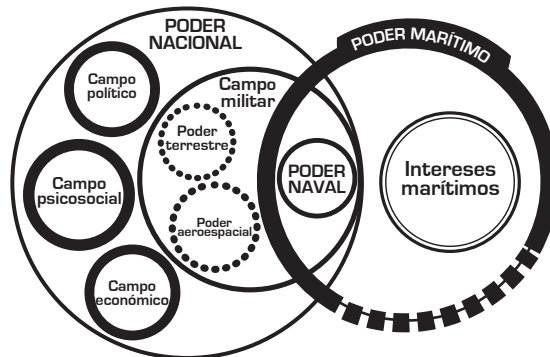 PODER
NACIONAL
PODER MARÍTIMO
Campo
político
Campo
militar
Poder
terrestre
Campo
psicosocial
PODER
NAVAL
Intereses
marítimos
Poder
aeroespacial
Campo
económico